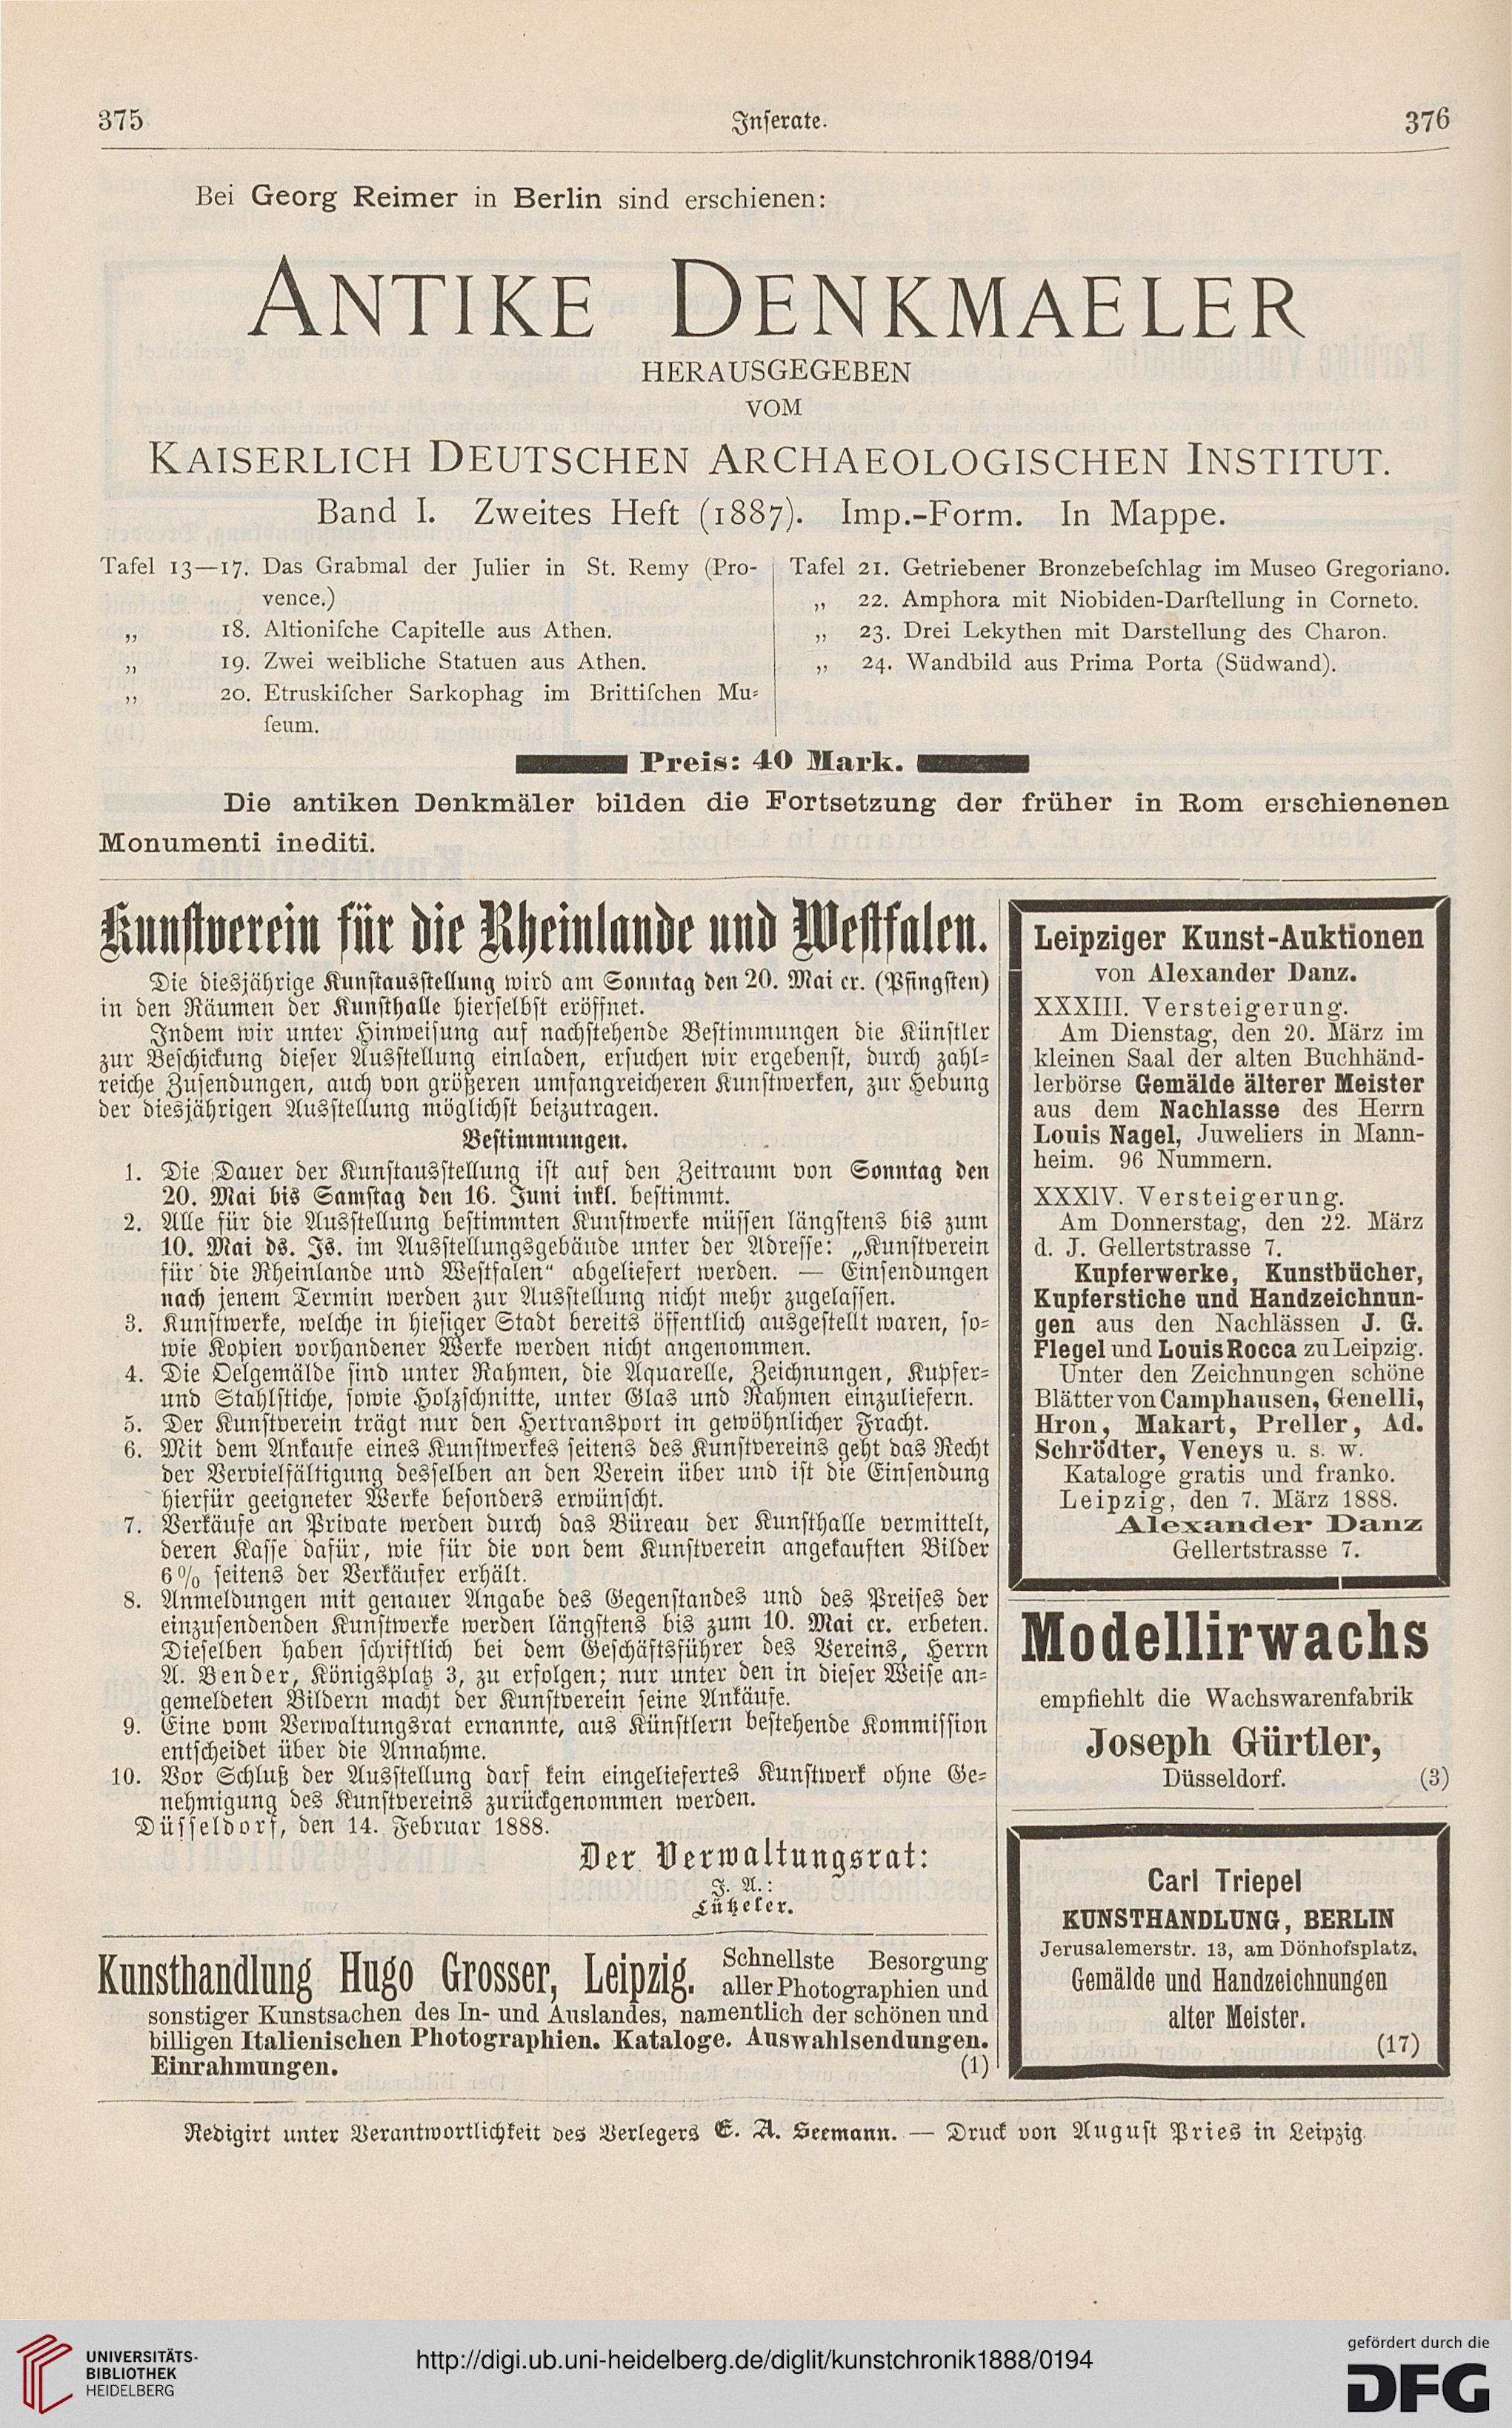 375
Inserate.
376
Bei Georg Reimer in Berlin sind erschienen:
ANTIKE DENKMAELER
HERAUSGEGEBEN
VOM
KAISERLICH DEUTSCHEN ARCHAEOLOGISCHEN INSTITUT.
Band I. Zweites Heft (1887). Imp.-Form. In Mappe.
Tafel 13—17. Das Grabmal der Julier in St. Remy (Pro-
vence.)
„ 18. Altioniſche Capitelle aus Athen.
„ 19. Zwei weibliche Statuen aus Athen.
„ 20. Etruskiſcher Sarkophag im Brittiſchen Mu-
ſeum.
Tafel 21. Getriebener Bronzebeſchlag im Museo Gregoriano.
„ 22. Amphora mit Niobiden-Darſtellung in Corneto.
„ 23. Drei Lekythen mit Darstellung des Charon.
„ 24. Wandbild aus Prima Porta (Südwand).
Preis: 40 Mark.
Die antiken Denkmäler bilden die Fortsetzung der früher in Rom erschienenen
Monumenti inediti.
Kunſtverein für die Rheinlande und Weſtfalen.
Die diesjährige Kunſtausſtellung wird am Sonntag den 20. Mai cr. (Pfingſten)
in den Räumen der Kunſthalle hierſelbſt eröffnet.
Indem wir unter Hinweiſung auf nachſtehende Beſtimmungen die Künſtler
zur Beſchickung dieſer Ausſtellung einladen, erſuchen wir ergebenſt, durch zahl-
reiche Zuſendungen, auch von größeren umfangreicheren Kunſtwerken, zur Hebung
der diesjährigen Ausſtellung möglichſt beizutragen.
Beſtimmungen.
1. Die Dauer der Kunſtausſtellung iſt auf den Zeitraum von Sonntag den
20. Mai bis Samſtag den 16. Juni inkl. beſtimmt.
2. Alle für die Ausſtellung beſtimmten Kunſtwerke müſſen längſtens bis zum
10. Mai ds. Js. im Ausſtellungsgebäude unter der Adreſſe: „Kunſtverein
für die Rheinlande und Weſtfalen“ abgeliefert werden. — Einſendungen
nach jenem Termin werden zur Ausſtellung nicht mehr zugelaſſen.
3. Kunſtwerke, welche in hieſiger Stadt bereits öffentlich ausgeſtellt waren, ſo-
wie Kopien vorhandener Werke werden nicht angenommen.
4. Die Oelgemälde ſind unter Rahmen, die Aquarelle, Zeichnungen, Kupfer-
und Stahlſtiche, ſowie Holzſchnitte, unter Glas und Rahmen einzuliefern.
5. Der Kunſtverein trägt nur den Hertransport in gewöhnlicher Fracht.
6. Mit dem Ankaufe eines Kunſtwerkes ſeitens des Kunſtvereins geht das Recht
der Vervielfältigung desſelben an den Verein über und iſt die Einſendung
hierfür geeigneter Werke beſonders erwünſcht.
7. Verkäufe an Private werden durch das Büreau der Kunſthalle vermittelt,
deren Kaſſe dafür, wie für die von dem Kunſtverein angekauften Bilder
6% ſeitens der Verkäufer erhält.
8. Anmeldungen mit genauer Angabe des Gegenſtandes und des Preiſes der
einzuſendenden Kunſtwerke werden längſtens bis zum 10. Mai cr. erbeten.
Dieſelben haben ſchriftlich bei dem Geſchäftsführer des Vereins, Herrn
A. Bender, Königsplatz 3, zu erfolgen; nur unter den in dieſer Weiſe an-
gemeldeten Bildern macht der Kunſtverein ſeine Ankäufe.
9. Eine vom Verwaltungsrat ernannte, aus Künſtlern beſtehende Kommiſſion
entſcheidet über die Annahme.
10. Vor Schluß der Ausſtellung darf kein eingeliefertes Kunſtwerk ohne Ge-
nehmigung des Kunſtvereins zurückgenommen werden.
Düſſeldorf, den 14. Februar 1888.
Der Verwaltungsrat:
J. A.:
Lützeler.
Kunsthandlung Hugo Grosser, Leipzig. Schnellste Besorgung
aller Photographien und
sonstiger Kunstsachen des In- und Auslandes, namentlich der schönen und
billigen Italienischen Photographien. Kataloge. Auswahlsendungen.
Einrahmungen. (1)
Leipziger Kunst-Auktionen
von Alexander Danz.
XXXIII. Versteigerung.
Am Dienstag, den 20. März im
kleinen Saal der alten Buchhänd-
lerbörse Gemälde älterer Meister
aus dem Nachlasse des Herrn
Louis Nagel, Juweliers in Mann-
heim. 96 Nummern.
XXXIV. Versteigerung.
Am Donnerstag, den 22. März
d. J. Gellertstrasse 7.
Kupferwerke, Kunstbücher,
Kupferstiche und Handzeichnun-
gen aus den Nachlässen J. G.
Flegel und Louis Rocca zu Leipzig.
Unter den Zeichnungen schöne
Blätter von Camphausen, Genelli,
Hron, Makart, Preller, Ad.
Schrödter, Veneys u. s. w.
Kataloge gratis und franko.
Leipzig, den 7. März 1888.
Alexander Danz
Gellertstrasse 7.
Modellirwachs
empfiehlt die Wachswarenfabrik
Joseph Gürtler,
Düsseldorf. (3)
Carl Triepel
KUNSTHANDLUNG, BERLIN
Jerusalemerstr. 13, am Dönhofsplatz.
Gemälde und Handzeichnungen
alter Meister.
(17)
Redigirt unter Verantwortlichkeit des Verlegers E. A. Seemann. — Druck von Auguſt Pries in Leipzig.
UNIVERSITÄTS-
BIBLIOTHEK
HEIDELBERG
http://digi.ub.uni-heidelberg.de/diglit/kunstchronik1888/0194
gefördert durch die
DFG